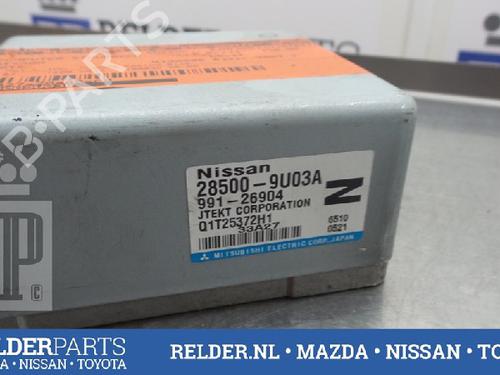 Nissan
28500-9U03A
991-26904
JTEKT CORPORATION
Q1T25372H1
33A27
N
6510
0521
MITSUBISHI ELECTRIC CORP. JAPAN
B-PARTS
RELDERPARTS
NISSAN • TOYOTA
RELDER.NL • MAZDA • NISSAN • TO